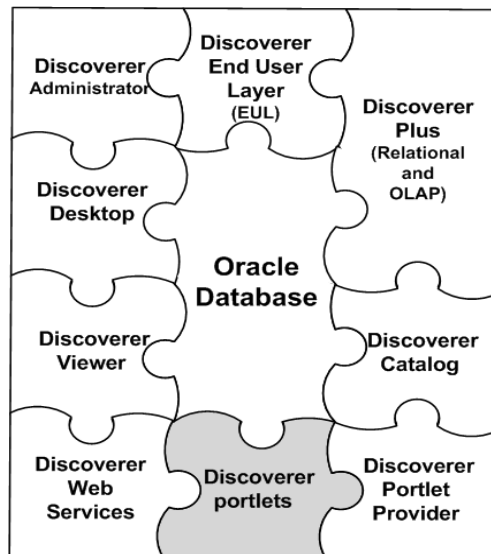 Discoverer
Administrator
Discoverer
End User
Layer
(EUL)
Discoverer
Plus
(Relational
and
OLAP)
Discoverer
Desktop
Oracle
Database
Discoverer
Viewer
Discoverer
Catalog
Discoverer
Web
Services
Discoverer
portlets
Discoverer
Portlet
Provider